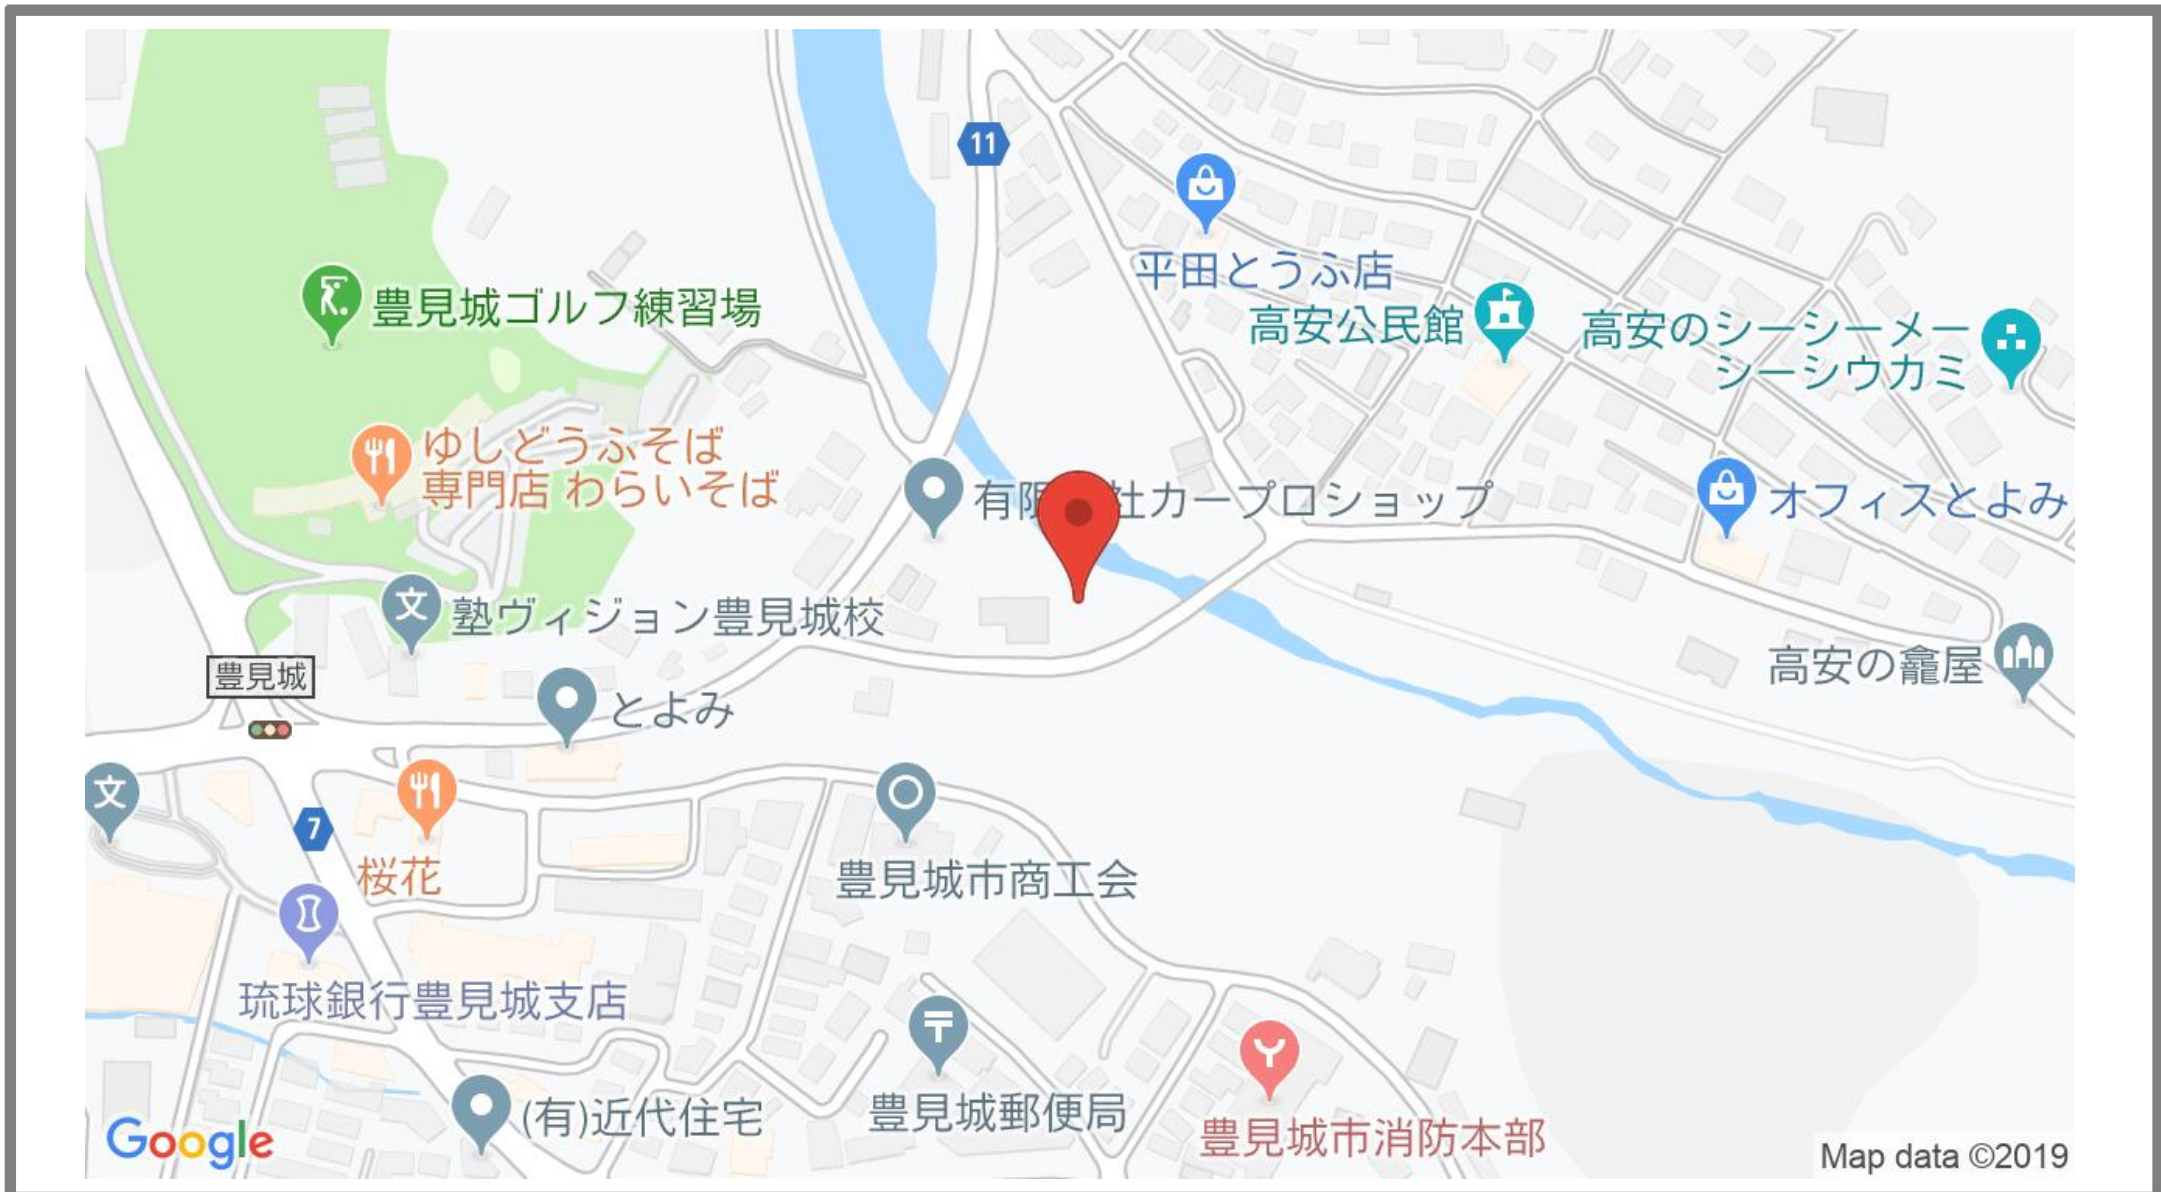 11
平田とうふ店
豊見城ゴルフ練習場
高安公民館
高安のシーシーメー
シーシウカミ
ゆしどうふそば
専門店 わらいそば
有限 社カープロショップ
オフィスとよみ
文
塾ヴィジョン豊見城校
豊見城
高安の龕屋
とよみ
文
7
桜花
豊見城市商工会
琉球銀行豊見城支店
〒
豊見城郵便局
(有)近代住宅
豊見城市消防本部
Google
Map data ©2019